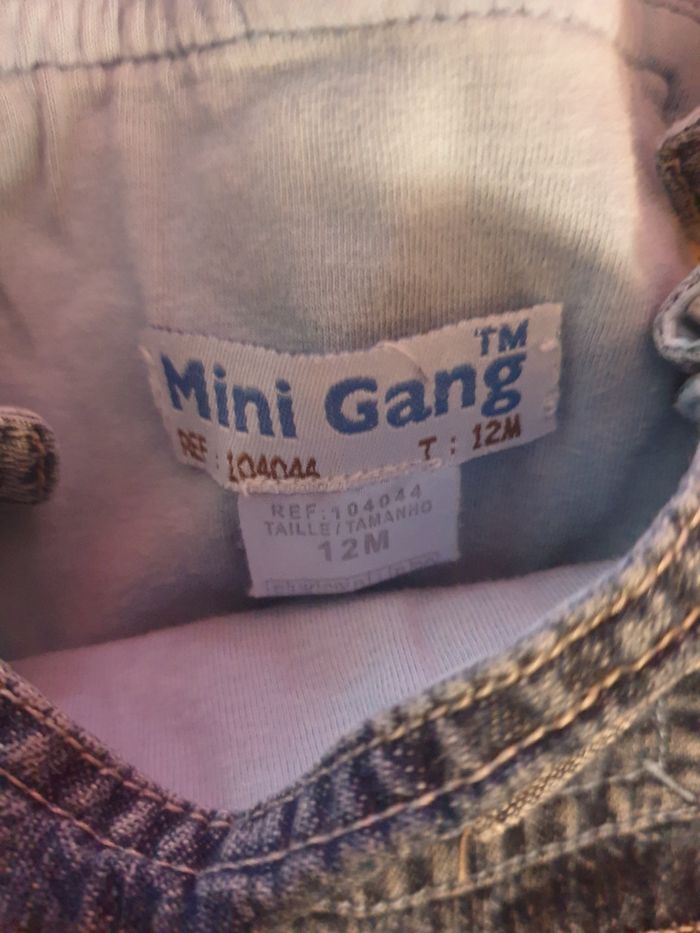 Mini Gang TM
REF: 104044 T: 12M
REF:104044
TAILLE/TAMANHO
12M